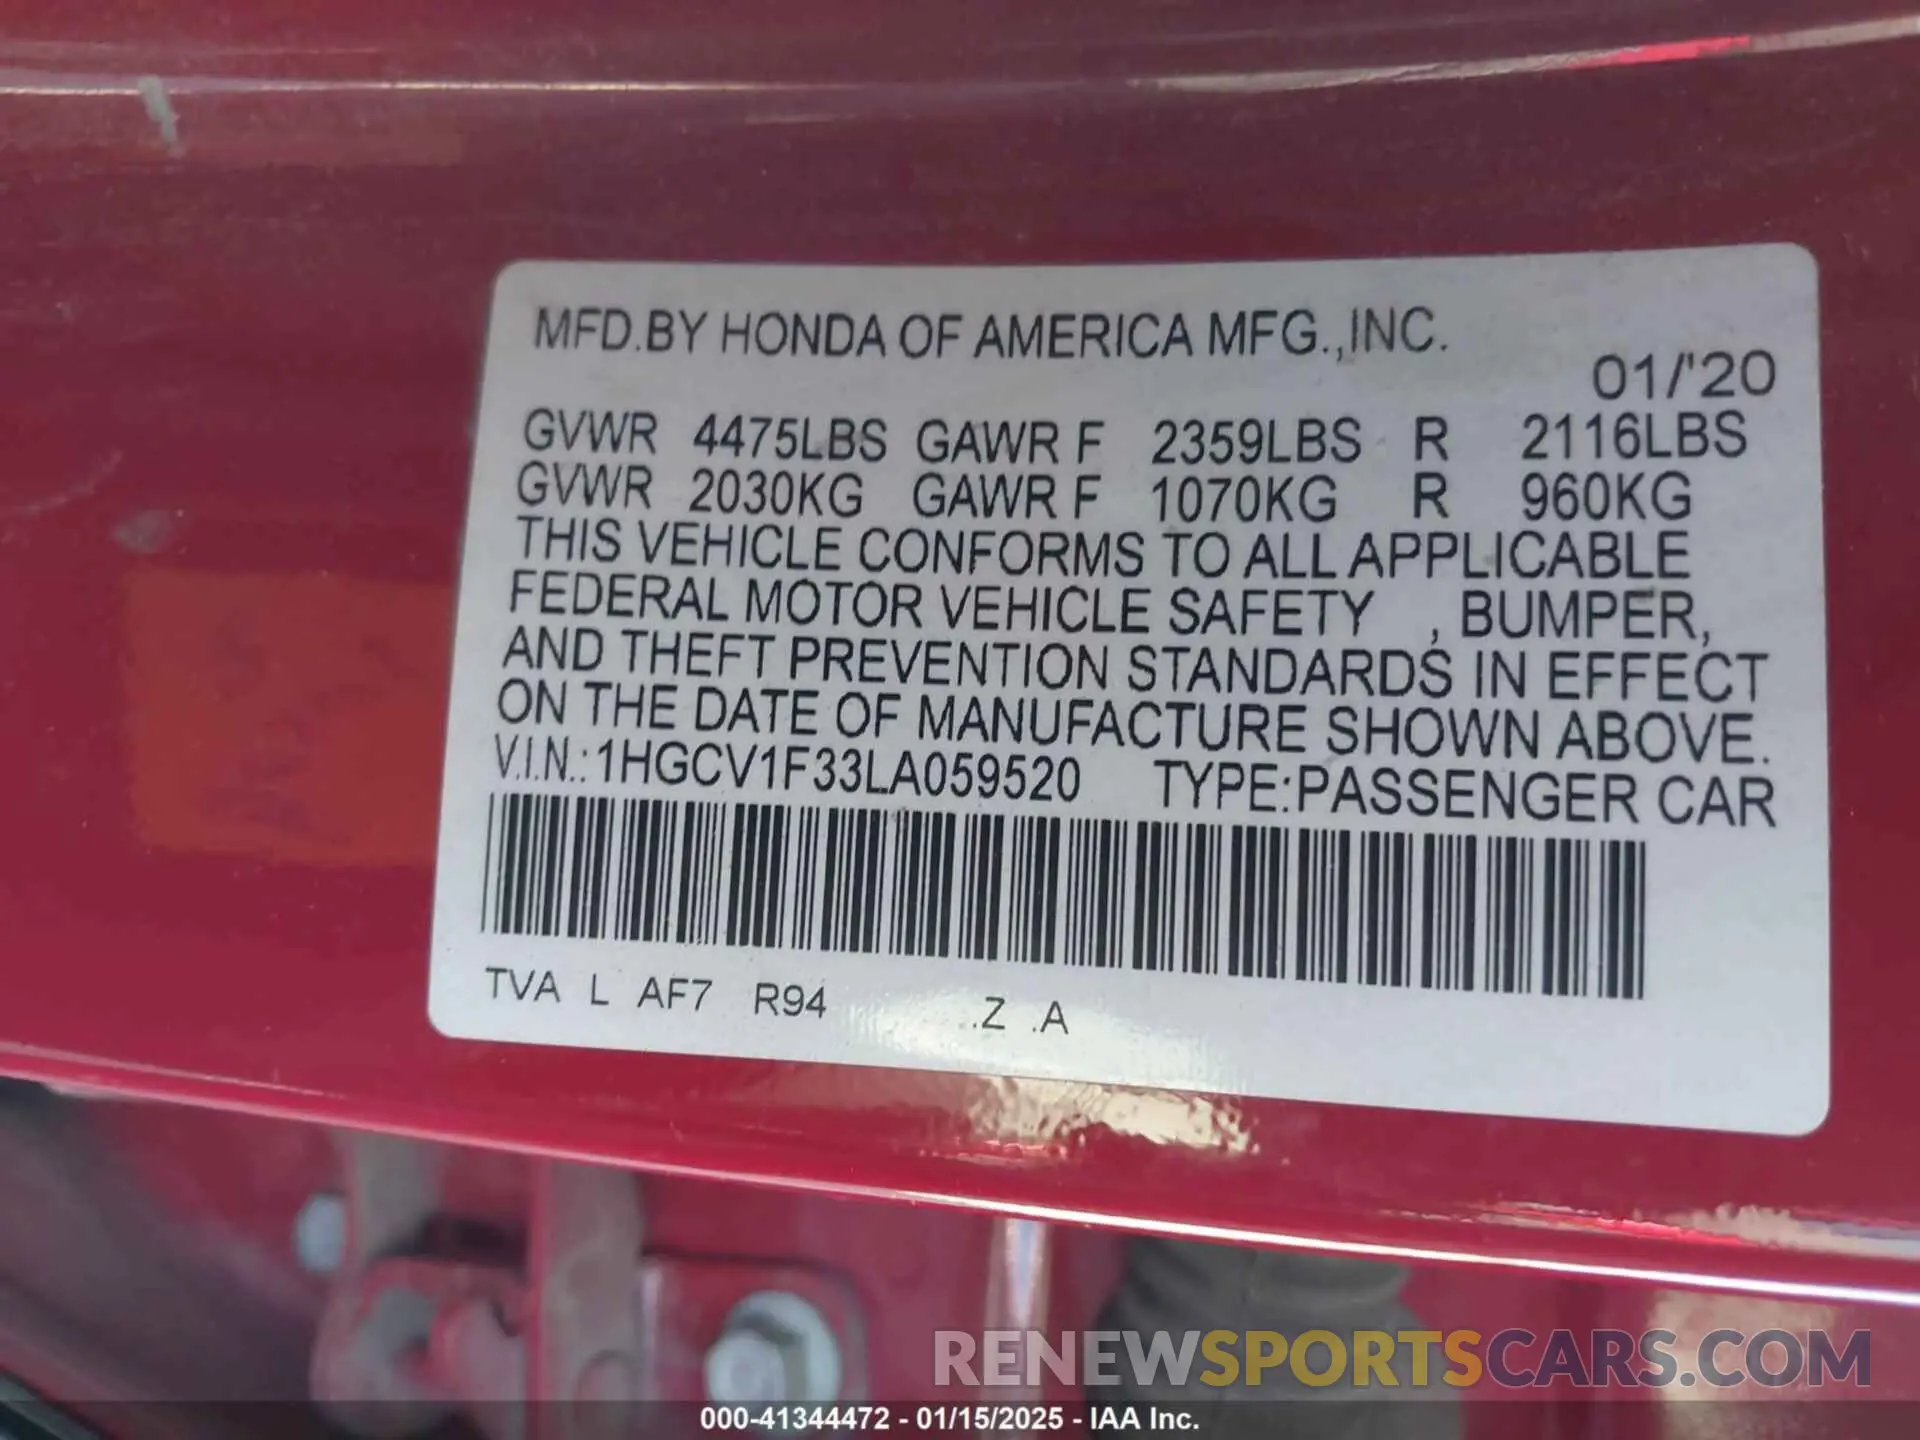 MFD.BY HONDA OF AMERICA MFG.,INC.
01/'20
GVWR 4475LBS GAWR F 2359LBS R 2116LBS
GVWR 2030KG GAWR F 1070KG R 960KG
THIS VEHICLE CONFORMS TO ALL APPLICABLE
FEDERAL MOTOR VEHICLE SAFETY , BUMPER,
AND THEFT PREVENTION STANDARDS IN EFFECT
ON THE DATE OF MANUFACTURE SHOWN ABOVE.
V.I.N.:1HGCV1F33LA059520 TYPE:PASSENGER CAR
TVA L AF7 R94 .Z .A
RENEWSPORTSCARS.COM
000-41344472 - 01/15/2025 - IAA Inc.